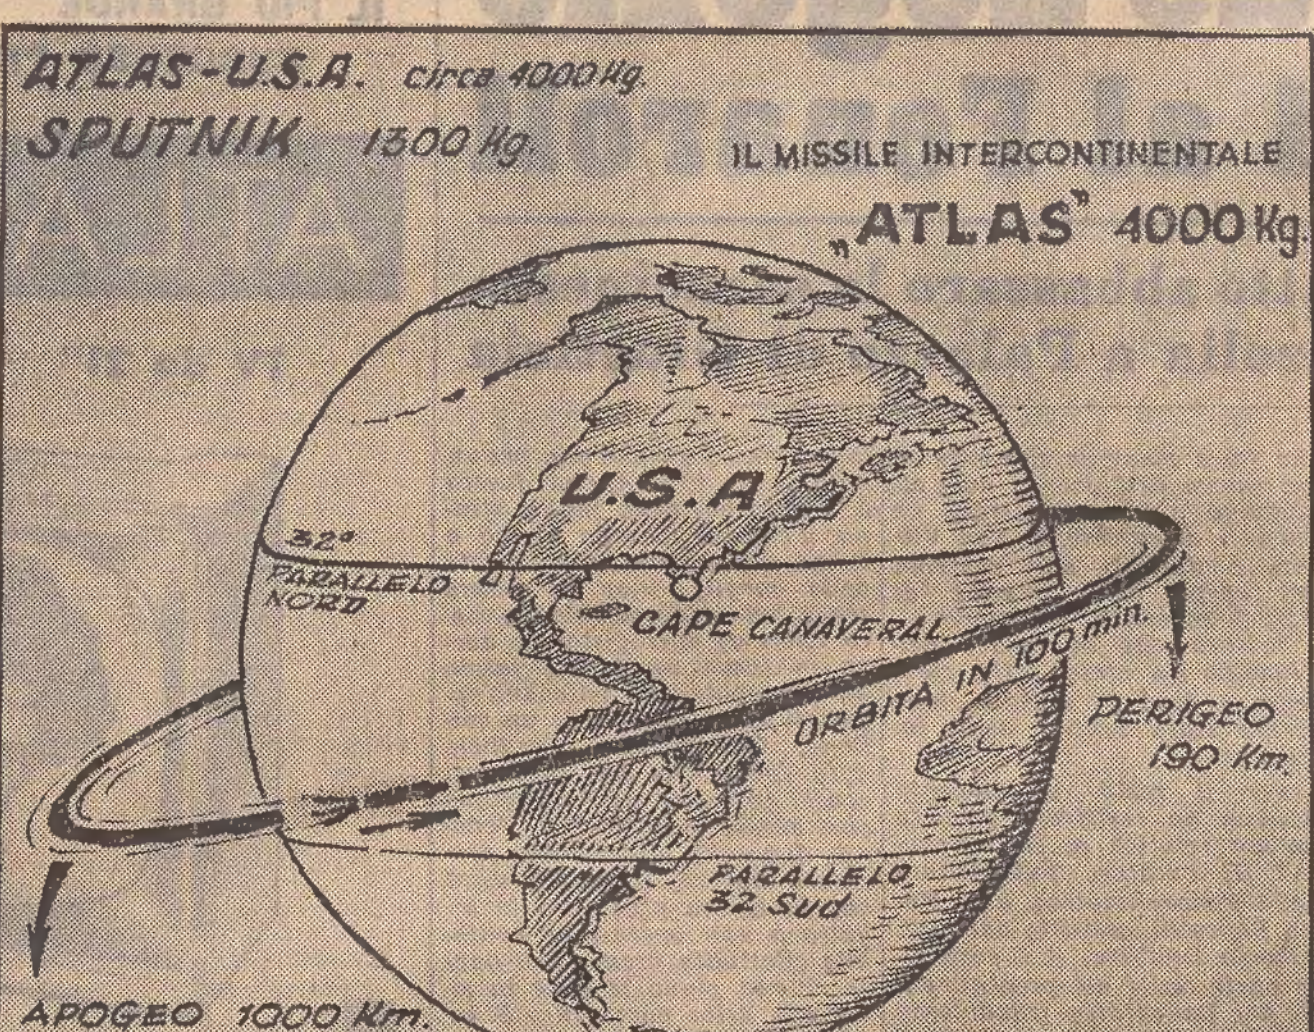 ATLAS-U.S.A. circa 4000 Kg.
SPUTNIK 1300 Kg.
IL MISSILE INTERCONTINENTALE
„ATLAS” 4000 Kg.
U.S.A
32°
PARALLELO
NORD
CAPE CANAVERAL
ORBITA IN 100 min.
PERIGEO
190 Km.
PARALLELO
32 Sud
APOGEO 1000 Km.